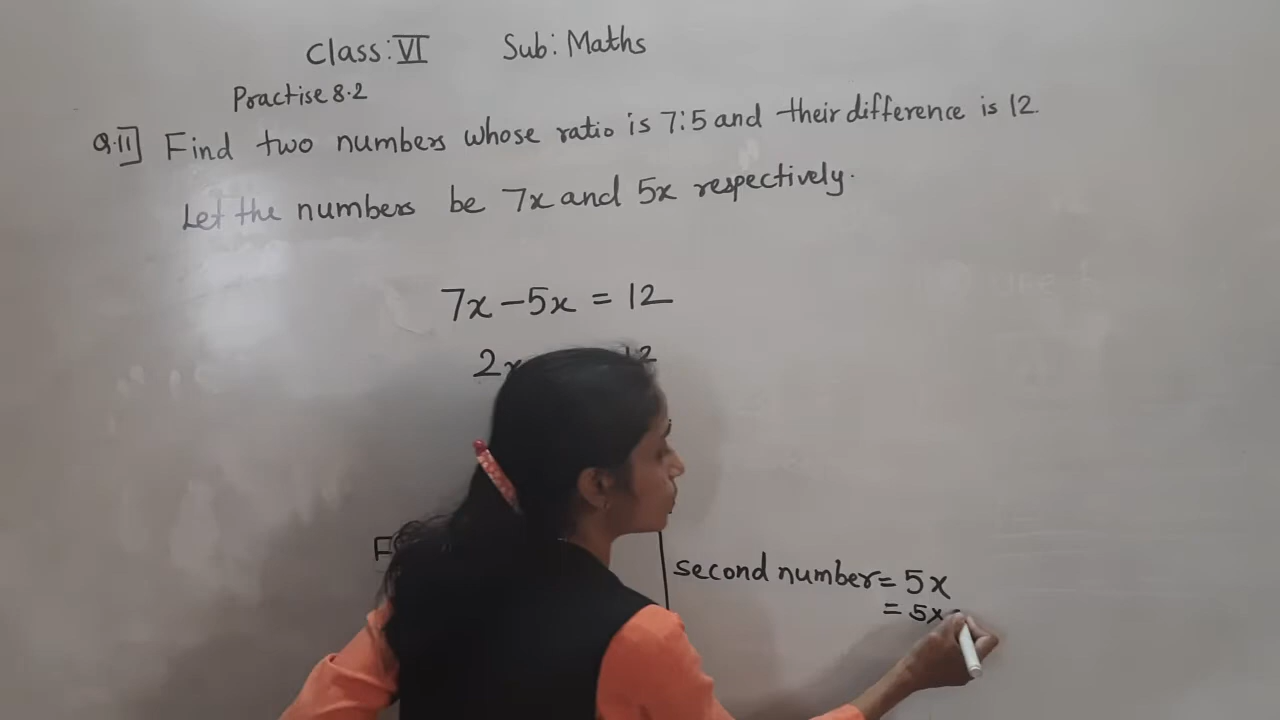 Class: VI Sub: Maths
Practise 8.2
Q.11] Find two numbers whose ratio is 7:5 and their difference is 12.
Let the numbers be 7x and 5x respectively.
7x - 5x = 12
2x 12
second number = 5x
= 5x